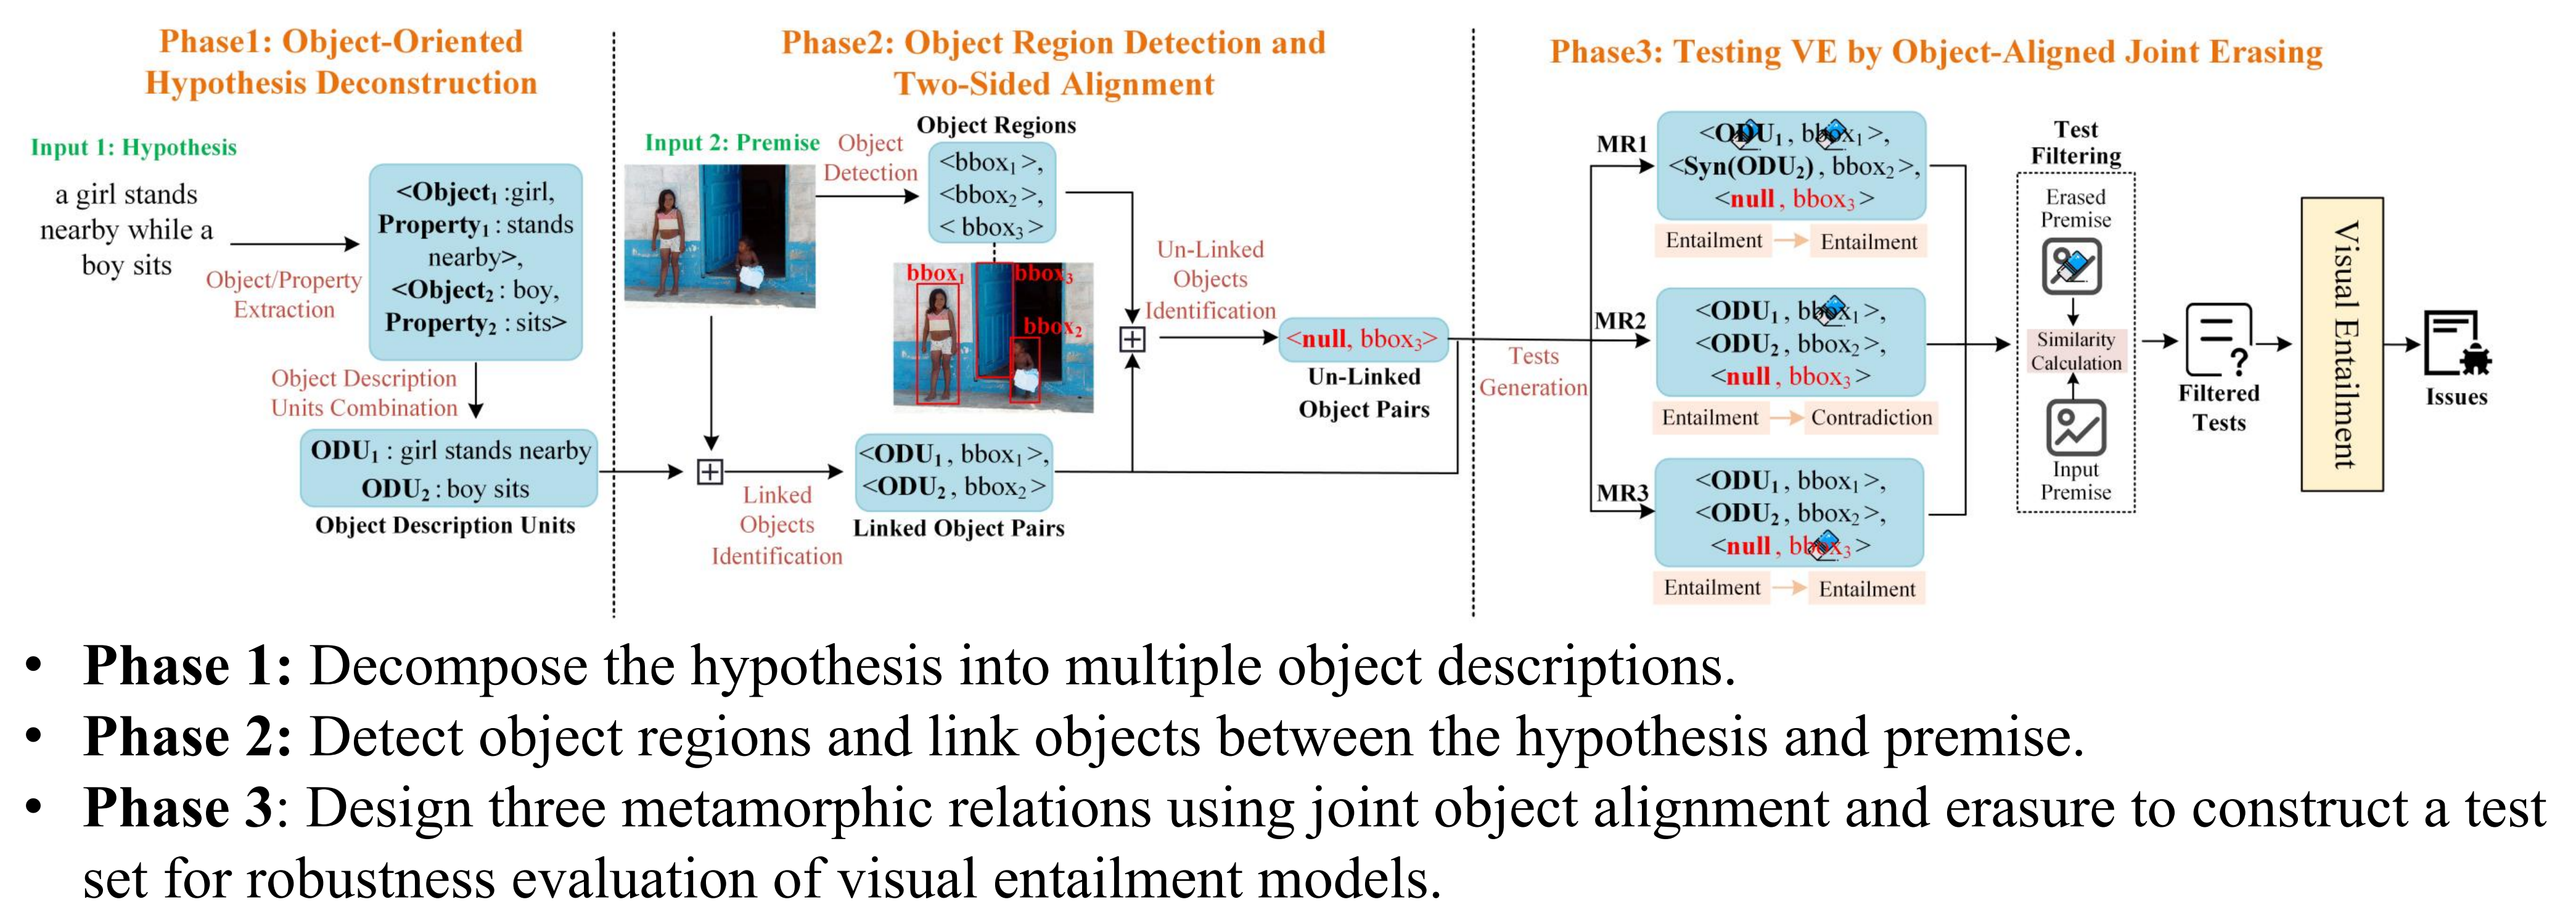 Phase1: Object-Oriented
Hypothesis Deconstruction
Input 1: Hypothesis
a girl stands
nearby while a
boy sits
Object/Property
Extraction
<Object₁ :girl,
Property₁ : stands
nearby>,
<Object₂ : boy,
Property₂ : sits>
Object Description
Units Combination
ODU₁ : girl stands nearby
ODU₂ : boy sits
Object Description Units
Phase2: Object Region Detection and
Two-Sided Alignment
Input 2: Premise
Object
Detection
Object Regions
<bbox₁ >,
<bbox₂ >,
< bbox₃ >
bbox₁
bbox₃
bbox₂
Linked
Objects
Identification
<ODU₁ , bbox₁ >,
<ODU₂ , bbox₂ >
Linked Object Pairs
Un-Linked
Objects
Identification
<null, bbox₃>
Un-Linked
Object Pairs
Phase3: Testing VE by Object-Aligned Joint Erasing
Tests
Generation
MR1
<ODU₁ , bbox₁ >,
<Syn(ODU₂) , bbox₂ >,
<null , bbox₃ >
Entailment
Entailment
MR2
<ODU₁ , bbox₁ >,
<ODU₂ , bbox₂ >,
<null , bbox₃ >
Entailment
Contradiction
MR3
<ODU₁ , bbox₁ >,
<ODU₂ , bbox₂ >,
<null , bbox₃ >
Entailment
Entailment
Test
Filtering
Erased
Premise
Similarity
Calculation
Input
Premise
?
Filtered
Tests
Visual Entailment
Issues
• Phase 1: Decompose the hypothesis into multiple object descriptions.
• Phase 2: Detect object regions and link objects between the hypothesis and premise.
• Phase 3: Design three metamorphic relations using joint object alignment and erasure to construct a test
set for robustness evaluation of visual entailment models.